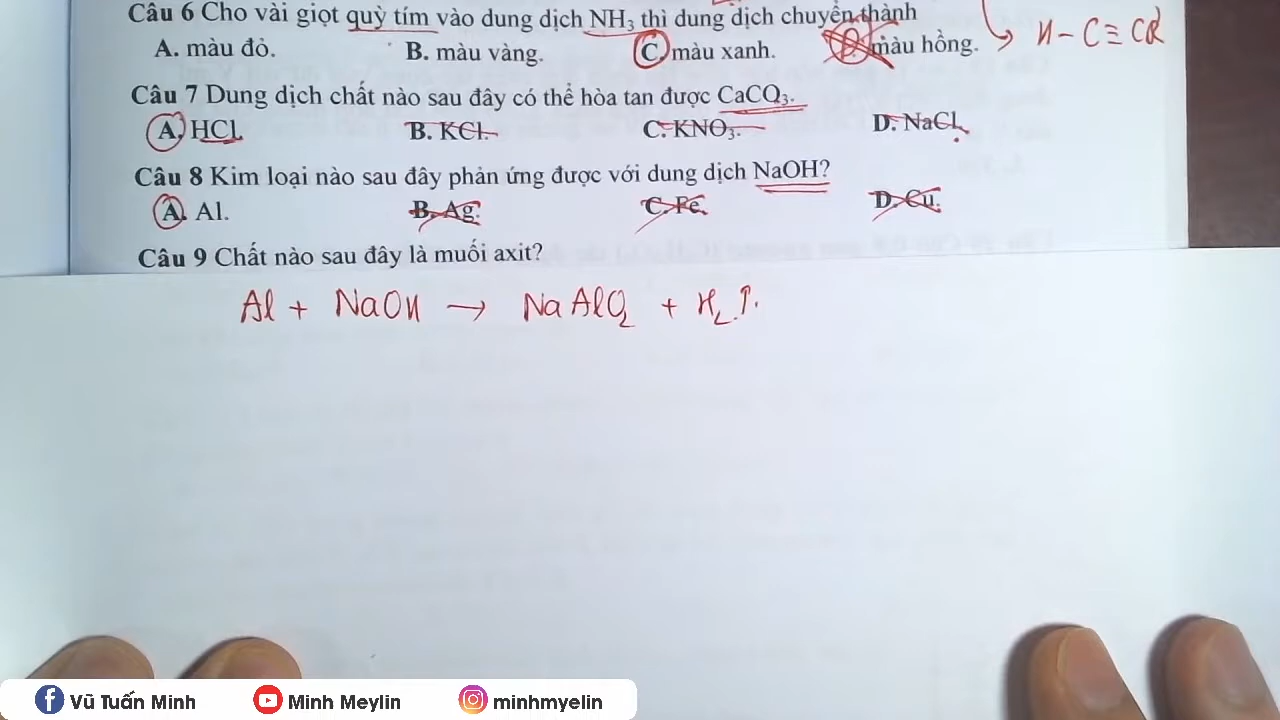 Câu 6 Cho vài giọt quỳ tím vào dung dịch NH₃ thì dung dịch chuyển thành
A. màu đỏ. B. màu vàng. C. màu xanh. D. màu hồng.
H – C ≡ CR
Câu 7 Dung dịch chất nào sau đây có thể hòa tan được CaCO₃.
A. HCl. B. KCl. C. KNO₃. D. NaCl.
Câu 8 Kim loại nào sau đây phản ứng được với dung dịch NaOH?
A. Al. B. Ag. C. Fe. D. Cu.
Câu 9 Chất nào sau đây là muối axit?
Al + NaOH → NaAlO₂ + H₂↑.
Vũ Tuấn Minh Minh Meylin minhmyelin